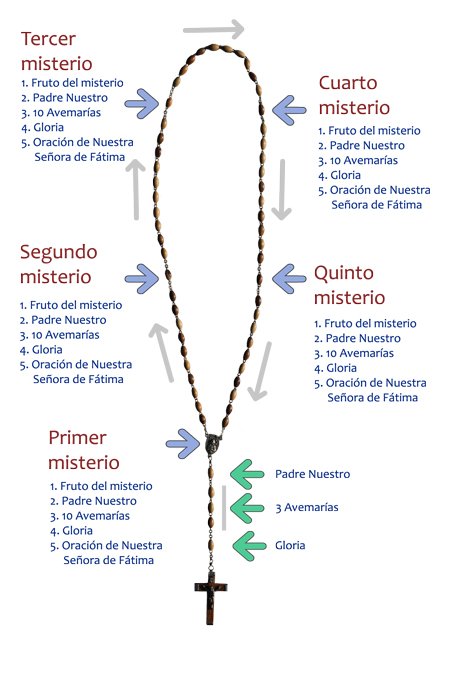 Tercer
misterio
1. Fruto del misterio
2. Padre Nuestro
3. 10 Avemarías
4. Gloria
5. Oración de Nuestra
Señora de Fátima
Cuarto
misterio
1. Fruto del misterio
2. Padre Nuestro
3. 10 Avemarías
4. Gloria
5. Oración de Nuestra
Señora de Fátima
Segundo
misterio
1. Fruto del misterio
2. Padre Nuestro
3. 10 Avemarías
4. Gloria
5. Oración de Nuestra
Señora de Fátima
Quinto
misterio
1. Fruto del misterio
2. Padre Nuestro
3. 10 Avemarías
4. Gloria
5. Oración de Nuestra
Señora de Fátima
Primer
misterio
1. Fruto del misterio
2. Padre Nuestro
3. 10 Avemarías
4. Gloria
5. Oración de Nuestra
Señora de Fátima
Padre Nuestro
3 Avemarías
Gloria